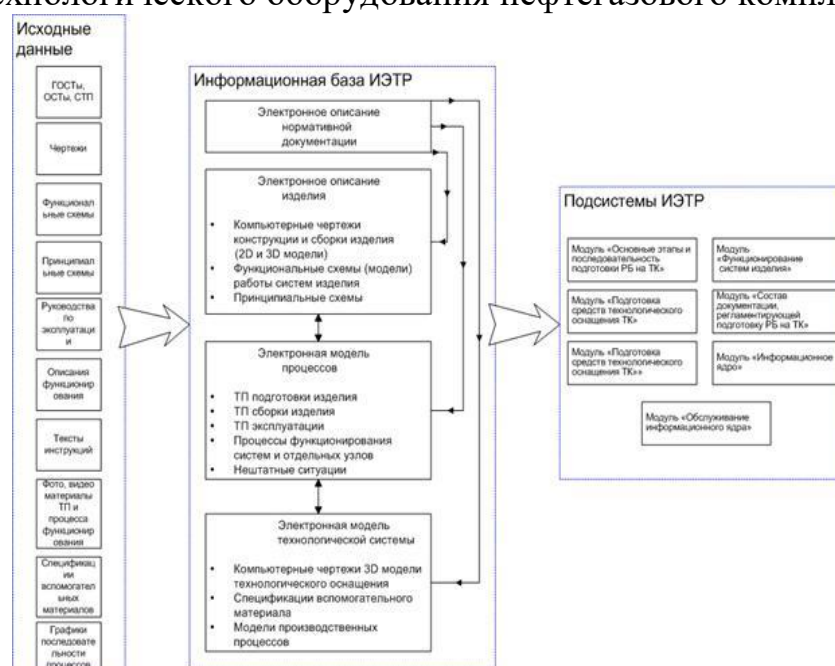 технологического оборудования нефтегазового компл
Исходные
данные
ГОСТы,
ОСТы, СТП
Чертежи
Функционал
ьные схемы
Принципиал
ьные схемы
Руководства
по
эксплуатаци
и
Описания
функционир
ования
Тексты
инструкций
Фото, видео
материалы
ТП и
процесса
функционир
ования
Спецификац
ии
вспомогател
ьных
материалов
Графики
последовате
льности
процессов
Информационная база ИЭТР
Электронное описание
нормативной
документации
Электронное описание
изделия
• Компьютерные чертежи
конструкции и сборки изделия
(2D и 3D модели)
• Функциональные схемы (модели)
работы систем изделия
• Принципиальные схемы
Электронная модель
процессов
• ТП подготовки изделия
• ТП сборки изделия
• ТП эксплуатации
• Процессы функционирования
систем и отдельных узлов
• Нештатные ситуации
Электронная модель
технологической системы
• Компьютерные чертежи 3D модели
технологического оснащения
• Спецификации вспомогательного
материала
• Модели производственных
процессов
Подсистемы ИЭТР
Модуль «Основные этапы и
последовательность
подготовки РБ на ТК»
Модуль
«Функционирование
систем изделия»
Модуль «Подготовка
средств технологического
оснащения ТК»
Модуль «Состав
документации,
регламентирующей
подготовку РБ на ТК»
Модуль «Подготовка
средств технологического
оснащения ТК»»
Модуль «Информационное
ядро»
Модуль «Обслуживание
информационного ядра»